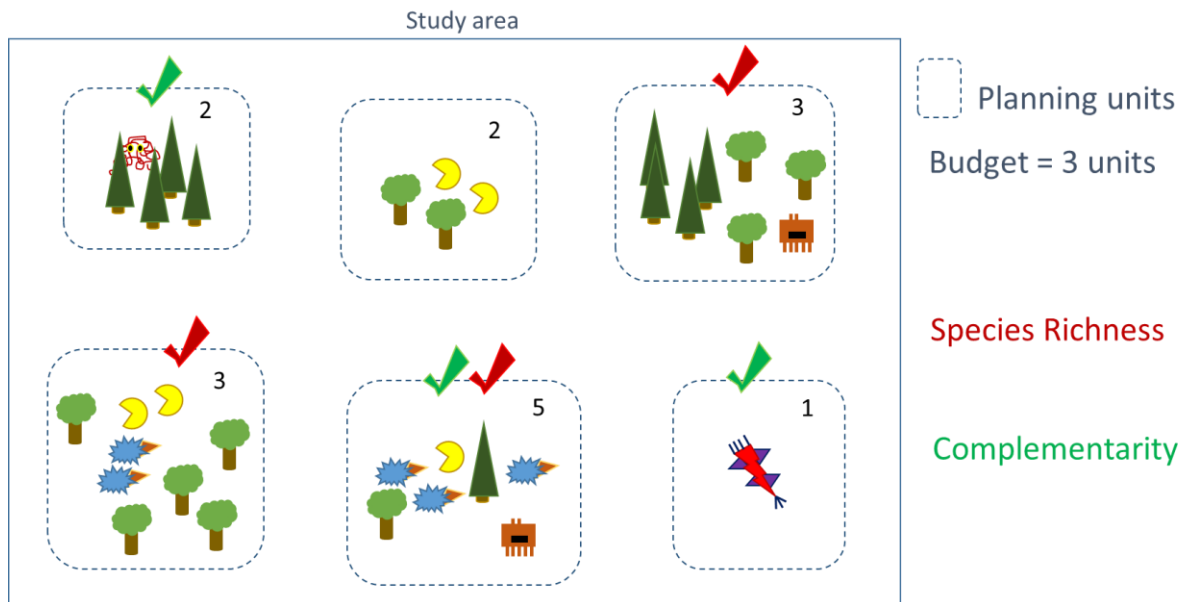 Study area
2
2
3
Planning units
Budget = 3 units
3
5
1
Species Richness
Complementarity